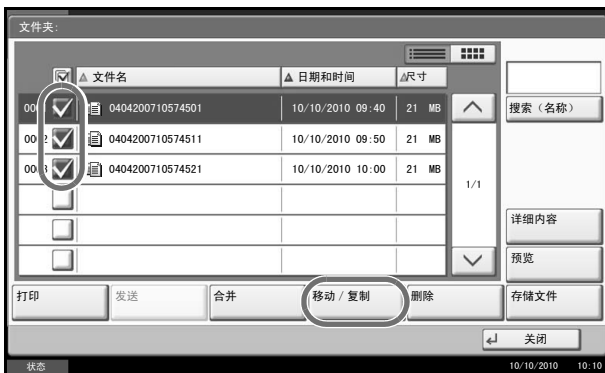 文件夹:
文件名 日期和时间 尺寸
0001 0404200710574501 10/10/2010 09:40 21 MB 搜索（名称）
0002 0404200710574511 10/10/2010 09:50 21 MB
0003 0404200710574521 10/10/2010 10:00 21 MB
1/1
详细内容
预览
打印 发送 合并 移动 / 复制 删除 存储文件
关闭
状态 10/10/2010 10:10